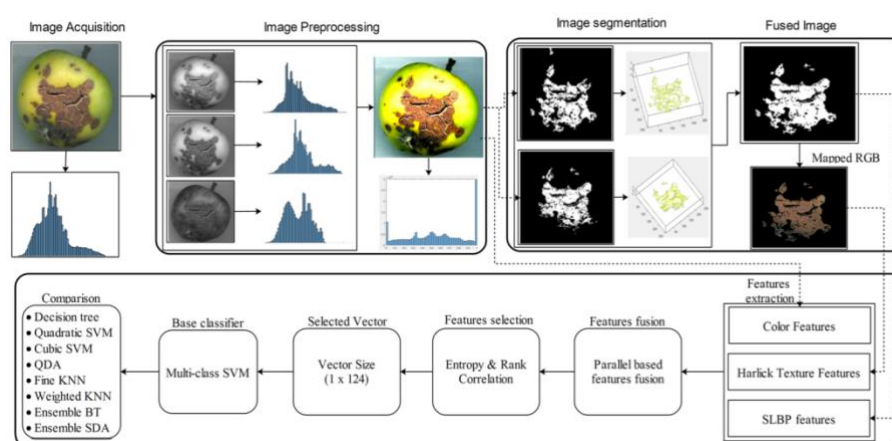 Image Acquisition
Image Preprocessing
Image segmentation
Fused Image
Mapped RGB
Features
extraction
Color Features
Harlick Texture Features
SLBP features
Features fusion
Parallel based
features fusion
Features selection
Entropy & Rank
Correlation
Selected Vector
Vector Size
(1 x 124)
Base classifier
Multi-class SVM
Comparison
• Decision tree
• Quadratic SVM
• Cubic SVM
• QDA
• Fine KNN
• Weighted KNN
• Ensemble BT
• Ensemble SDA